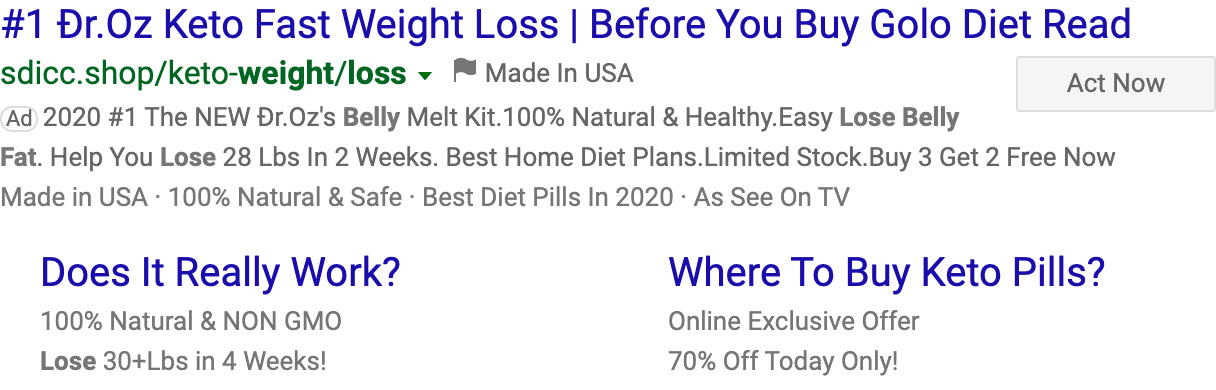 #1 Ðr.Oz Keto Fast Weight Loss | Before You Buy Golo Diet Read
sdicc.shop/keto-weight/loss Made In USA
Act Now
Ad 2020 #1 The NEW Ðr.Oz's Belly Melt Kit.100% Natural & Healthy.Easy Lose Belly
Fat. Help You Lose 28 Lbs In 2 Weeks. Best Home Diet Plans.Limited Stock.Buy 3 Get 2 Free Now
Made in USA · 100% Natural & Safe · Best Diet Pills In 2020 · As See On TV
Does It Really Work?
100% Natural & NON GMO
Lose 30+Lbs in 4 Weeks!
Where To Buy Keto Pills?
Online Exclusive Offer
70% Off Today Only!